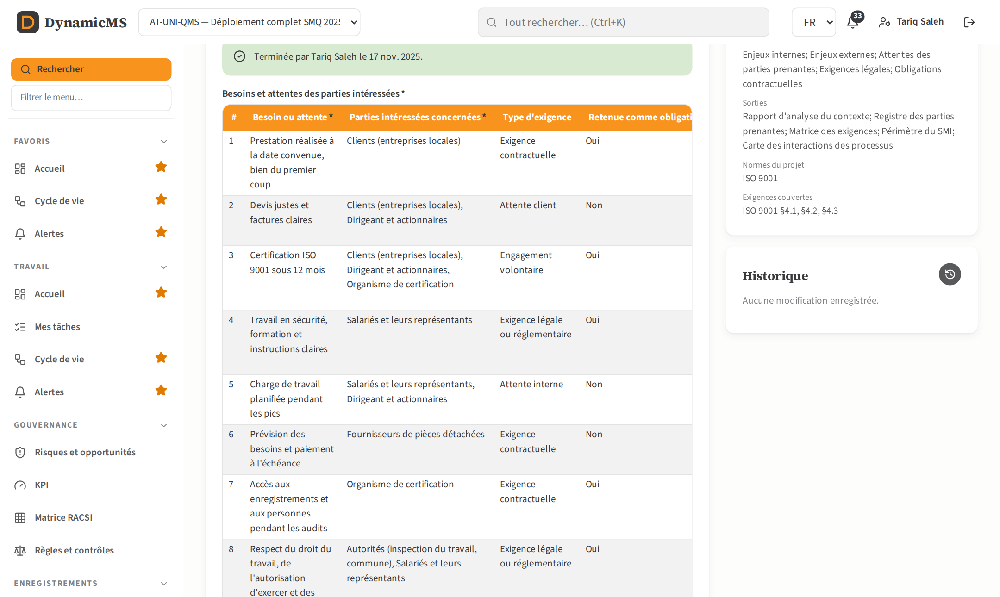 DynamicMS
AT-UNI-QMS — Déploiement complet SMQ 2025
Tout rechercher… (Ctrl+K)
FR
33
Tariq Saleh
Rechercher
Filtrer le menu…
FAVORIS
Accueil
Cycle de vie
Alertes
TRAVAIL
Accueil
Mes tâches
Cycle de vie
Alertes
GOUVERNANCE
Risques et opportunités
KPI
Matrice RACSI
Règles et contrôles
ENREGISTREMENTS
Terminée par Tariq Saleh le 17 nov. 2025.
Besoins et attentes des parties intéressées *
# Besoin ou attente * Parties intéressées concernées * Type d'exigence Retenue comme obligati
1 Prestation réalisée à Clients (entreprises locales) Exigence Oui
la date convenue, contractuelle
bien du premier
coup
2 Devis justes et Clients (entreprises locales), Attente client Non
factures claires Dirigeant et actionnaires
3 Certification ISO Clients (entreprises locales), Engagement Oui
9001 sous 12 mois Dirigeant et actionnaires, volontaire
Organisme de certification
4 Travail en sécurité, Salariés et leurs représentants Exigence légale Oui
formation et ou réglementaire
instructions claires
5 Charge de travail Salariés et leurs représentants, Attente interne Non
planifiée pendant Dirigeant et actionnaires
les pics
6 Prévision des Fournisseurs de pièces détachées Exigence Non
besoins et paiement contractuelle
à l'échéance
7 Accès aux Organisme de certification Exigence Oui
enregistrements et contractuelle
aux personnes
pendant les audits
8 Respect du droit du Autorités (inspection du travail, Exigence légale Oui
travail, de commune), Salariés et leurs ou réglementaire
l'autorisation représentants
d'exercer et des
Enjeux internes; Enjeux externes; Attentes des
parties prenantes; Exigences légales; Obligations
contractuelles
Sorties
Rapport d'analyse du contexte; Registre des parties
prenantes; Matrice des exigences; Périmètre du SMI;
Carte des interactions des processus
Normes du projet
ISO 9001
Exigences couvertes
ISO 9001 §4.1, §4.2, §4.3
Historique
Aucune modification enregistrée.